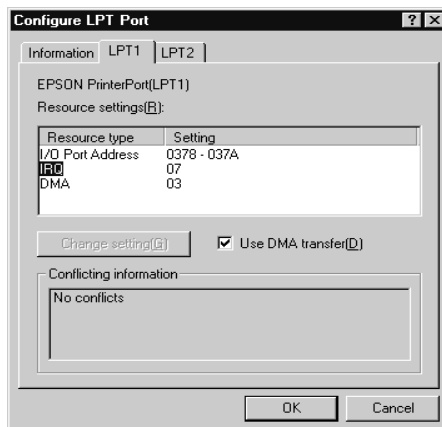 Configure LPT Port
? X
Information LPT1 LPT2
EPSON PrinterPort(LPT1)
Resource settings(R):
Resource type Setting
I/O Port Address 0378 - 037A
IRQ 07
DMA 03
Change setting(G) Use DMA transfer(D)
Conflicting information
No conflicts
OK Cancel